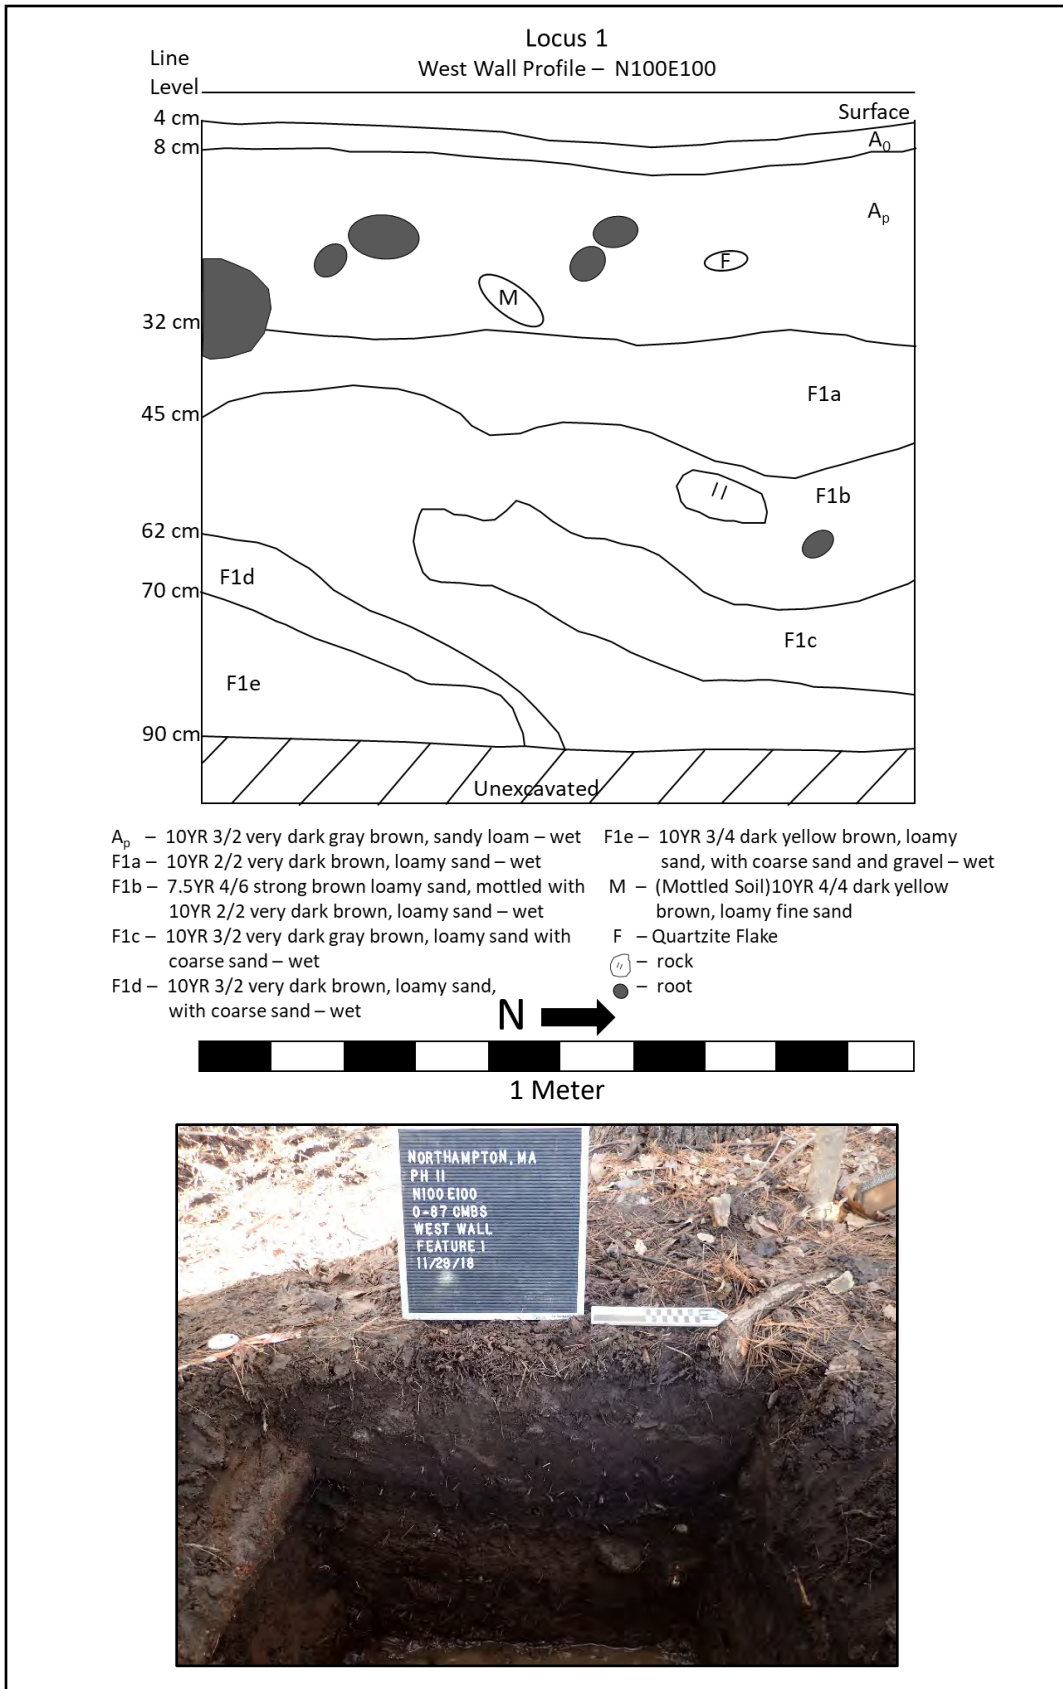 Locus 1
West Wall Profile – N100E100
Line
Level
Surface
4 cm
A₀
8 cm
Aₚ
F
M
32 cm
F1a
45 cm
F1b
62 cm
F1d
70 cm
F1c
F1e
90 cm
Unexcavated
Aₚ – 10YR 3/2 very dark gray brown, sandy loam – wet
F1a – 10YR 2/2 very dark brown, loamy sand – wet
F1b – 7.5YR 4/6 strong brown loamy sand, mottled with
10YR 2/2 very dark brown, loamy sand – wet
F1c – 10YR 3/2 very dark gray brown, loamy sand with
coarse sand – wet
F1d – 10YR 3/2 very dark brown, loamy sand,
with coarse sand – wet
F1e – 10YR 3/4 dark yellow brown, loamy
sand, with coarse sand and gravel – wet
M – (Mottled Soil)10YR 4/4 dark yellow
brown, loamy fine sand
F – Quartzite Flake
– rock
– root
N
1 Meter
NORTHAMPTON, MA
PH II
N100 E100
0-87 CMBS
WEST WALL
FEATURE 1
11/29/18